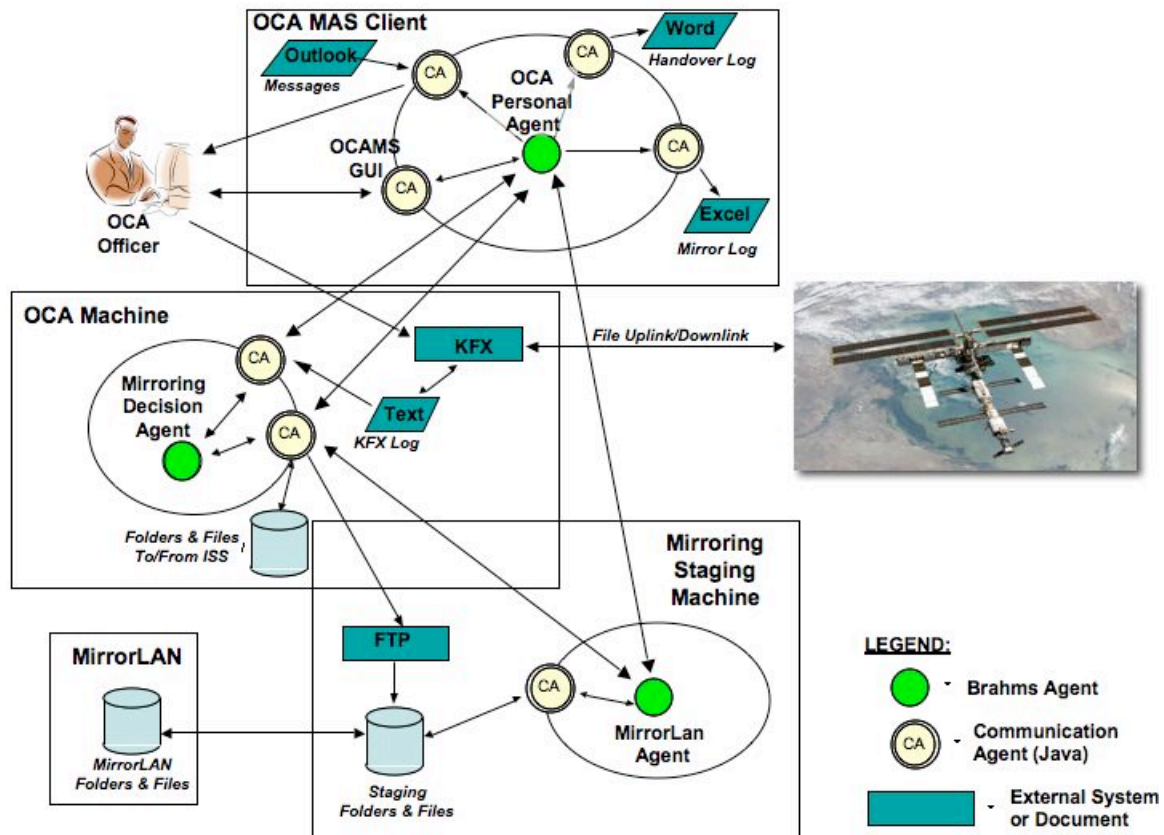 OCA MAS Client
Outlook
Messages
CA
CA
Word
Handover Log
OCA
Personal
Agent
OCAMS
GUI
CA
CA
Excel
Mirror Log
OCA
Officer
OCA Machine
CA
KFX
File Uplink/Downlink
Mirroring
Decision
Agent
CA
Text
KFX Log
Folders & Files
To/From ISS
Mirroring
Staging
Machine
FTP
MirrorLAN
MirrorLAN
Folders & Files
Staging
Folders & Files
CA
MirrorLan
Agent
LEGEND:
Brahms Agent
CA
Communication
Agent (Java)
External System
or Document